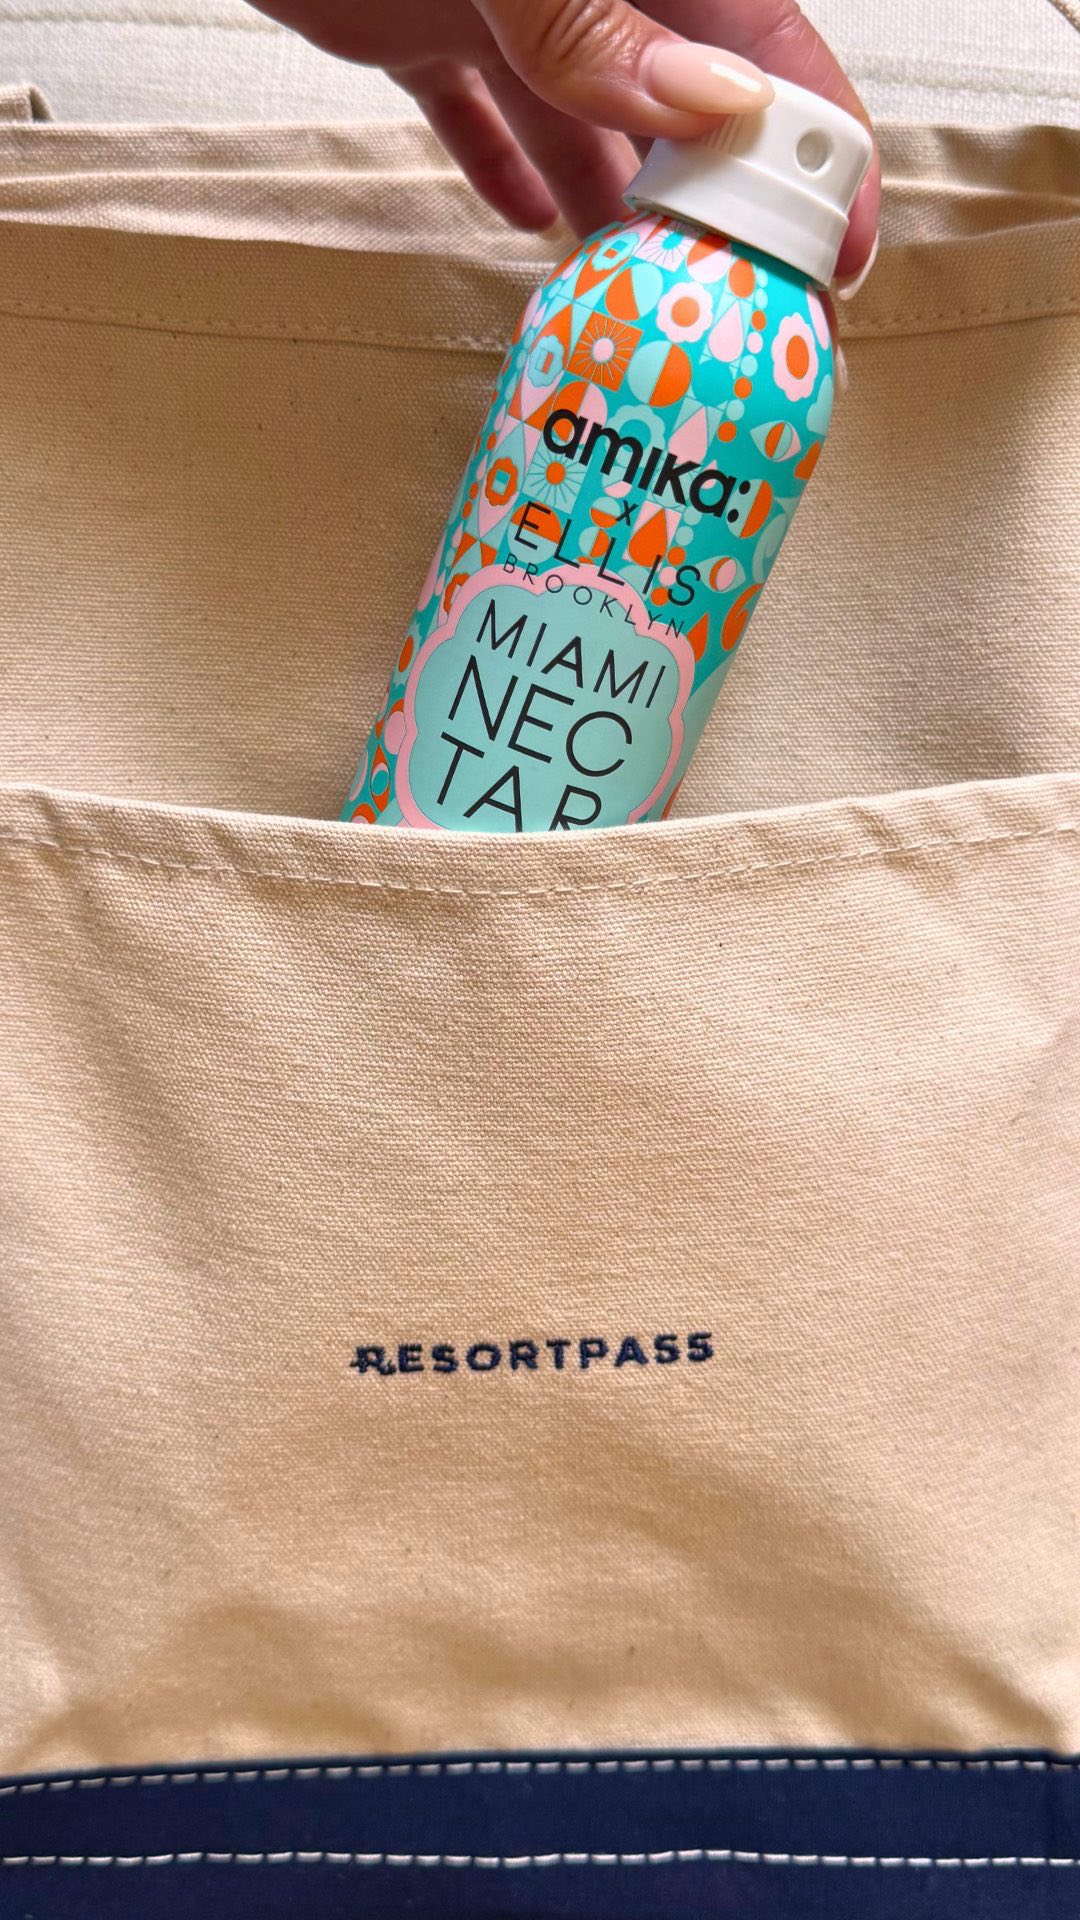 amika:
x
ELLIS
BROOKLYN
MIAMI
NEC
TAR
RESORTPASS